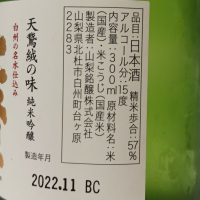 品目:日本酒 精米歩合:57%
アルコール分:15度
内容量:300ml 原材料名:米
(国産)・米こうじ(国産米)
製造者:山梨銘醸株式会社
山梨県北杜市白州町台ヶ原
2283
天鵞絨の味 純米吟醸
白州の名水仕込み
製造年月
2022.11 BC